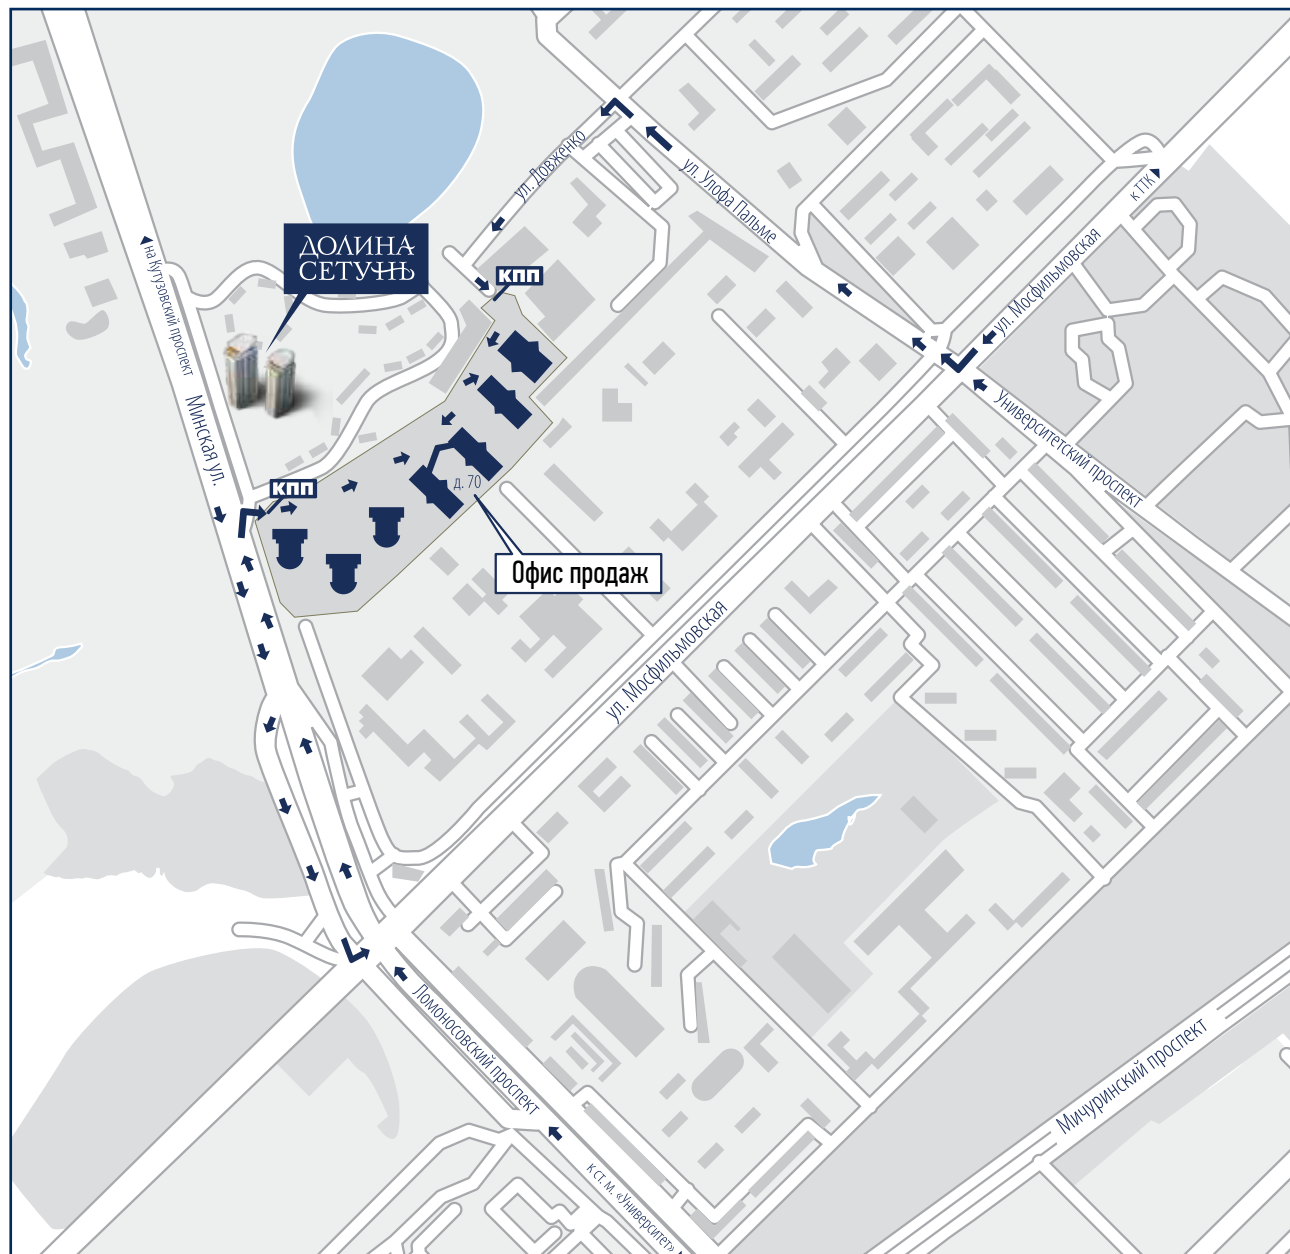 ул. Довженко
ул. Улофа Пальме
к ТТК
ДОЛИНА
СЕТУНЬ
КПП
ул. Мосфильмовская
на Кутузовский проспект
Минская ул.
Университетский проспект
КПП
д. 70
Офис продаж
ул. Мосфильмовская
Ломоносовский проспект
Мичуринский проспект
к ст. м. «Университет»